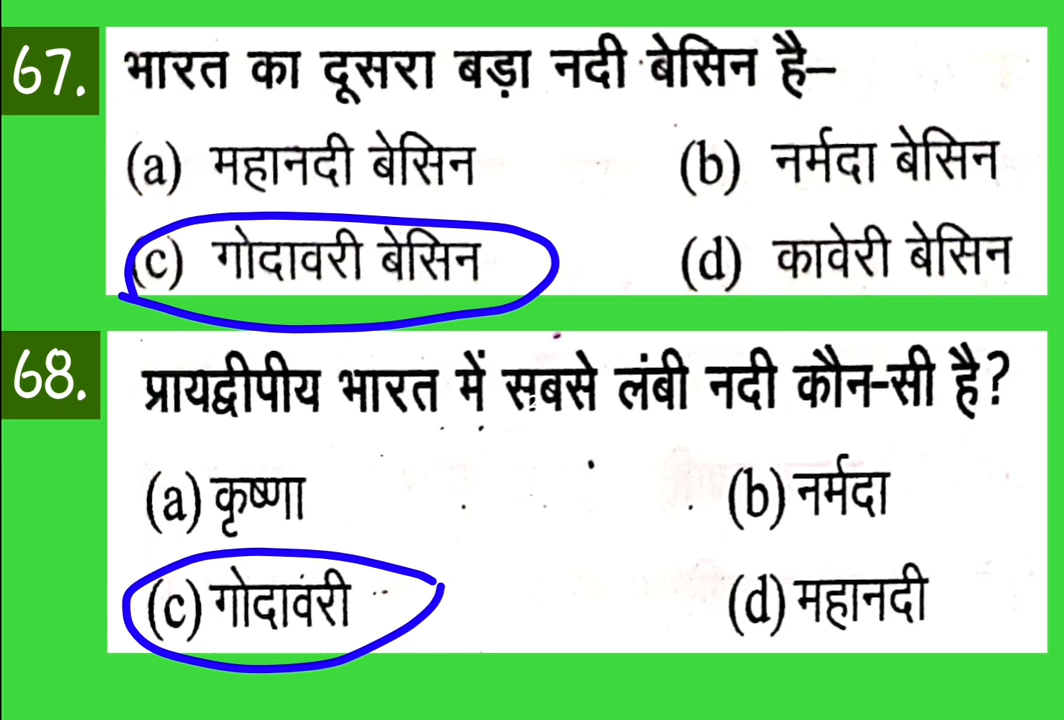 67. भारत का दूसरा बड़ा नदी बेसिन है–
(a) महानदी बेसिन (b) नर्मदा बेसिन
(c) गोदावरी बेसिन (d) कावेरी बेसिन
68. प्रायद्वीपीय भारत में सबसे लंबी नदी कौन-सी है?
(a) कृष्णा (b) नर्मदा
(c) गोदावरी (d) महानदी